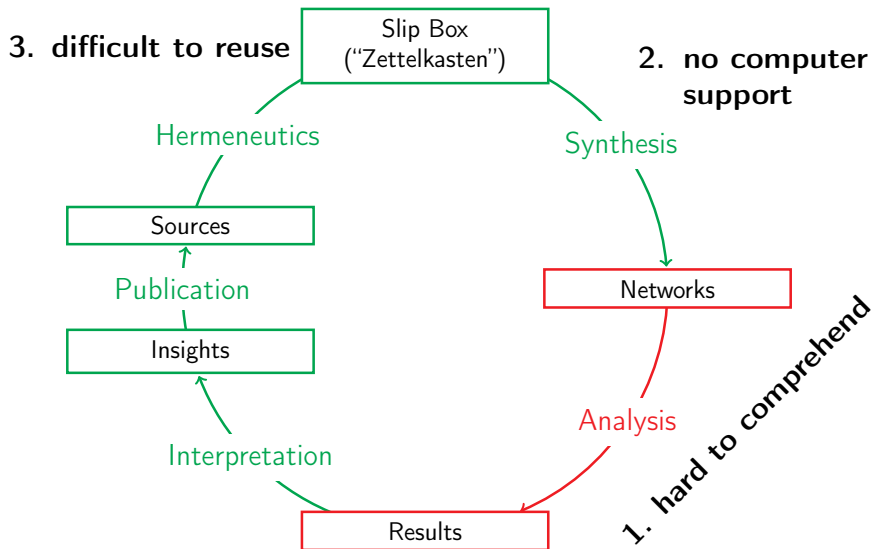 Slip Box
(“Zettelkasten”)
3. difficult to reuse
2. no computer
support
Hermeneutics
Synthesis
Sources
Publication
Networks
Insights
Analysis
1. hard to comprehend
Interpretation
Results